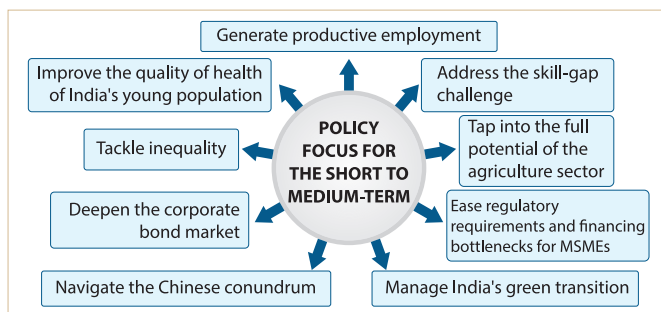 Generate productive employment
Improve the quality of health
of India's young population
Address the skill-gap
challenge
Tackle inequality
POLICY
FOCUS FOR
THE SHORT TO
MEDIUM-TERM
Tap into the full
potential of the
agriculture sector
Deepen the corporate
bond market
Ease regulatory
requirements and financing
bottlenecks for MSMEs
Navigate the Chinese conundrum
Manage India's green transition